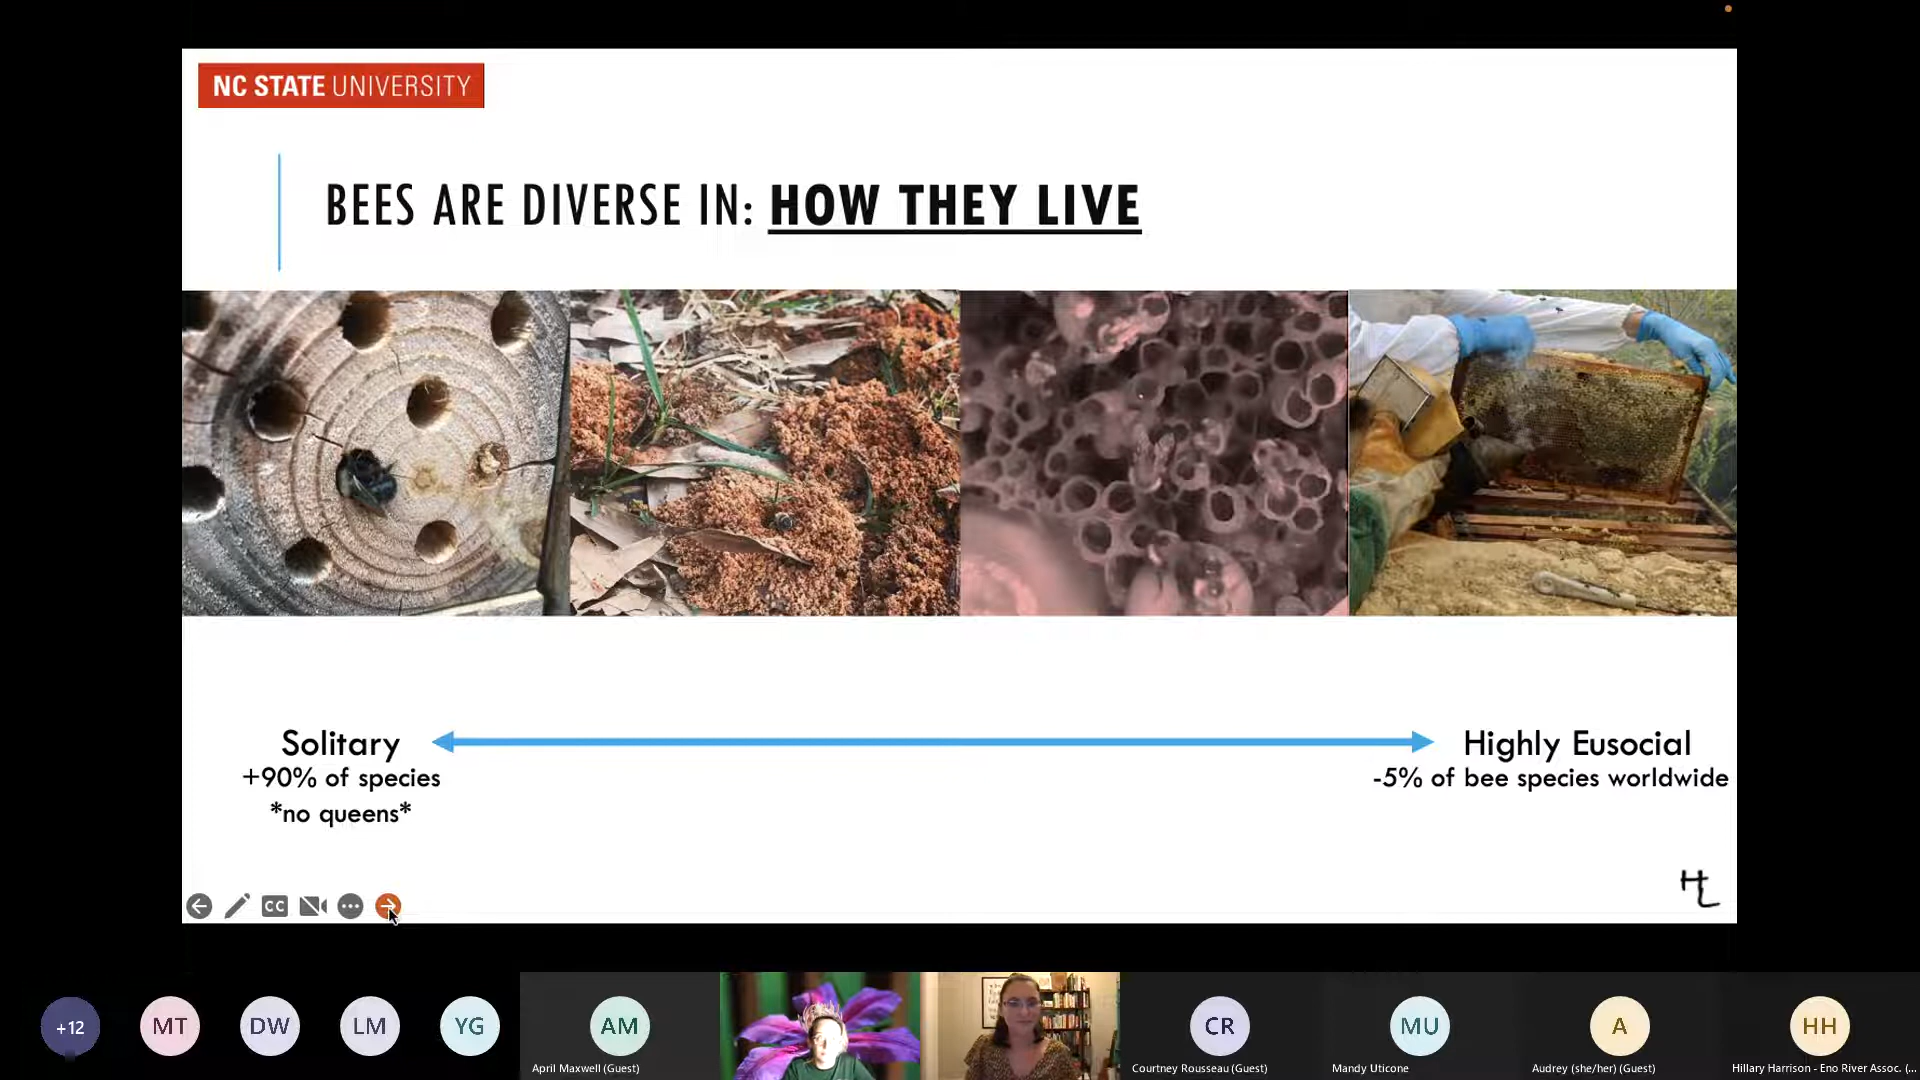 NC STATE UNIVERSITY
BEES ARE DIVERSE IN: HOW THEY LIVE
Solitary
+90% of species
*no queens*
Highly Eusocial
-5% of bee species worldwide
HL
CC
+12
MT
DW
LM
YG
AM
April Maxwell (Guest)
CR
Courtney Rousseau (Guest)
MU
Mandy Uticone
A
Audrey (she/her) (Guest)
HH
Hillary Harrison - Eno River Assoc. (...